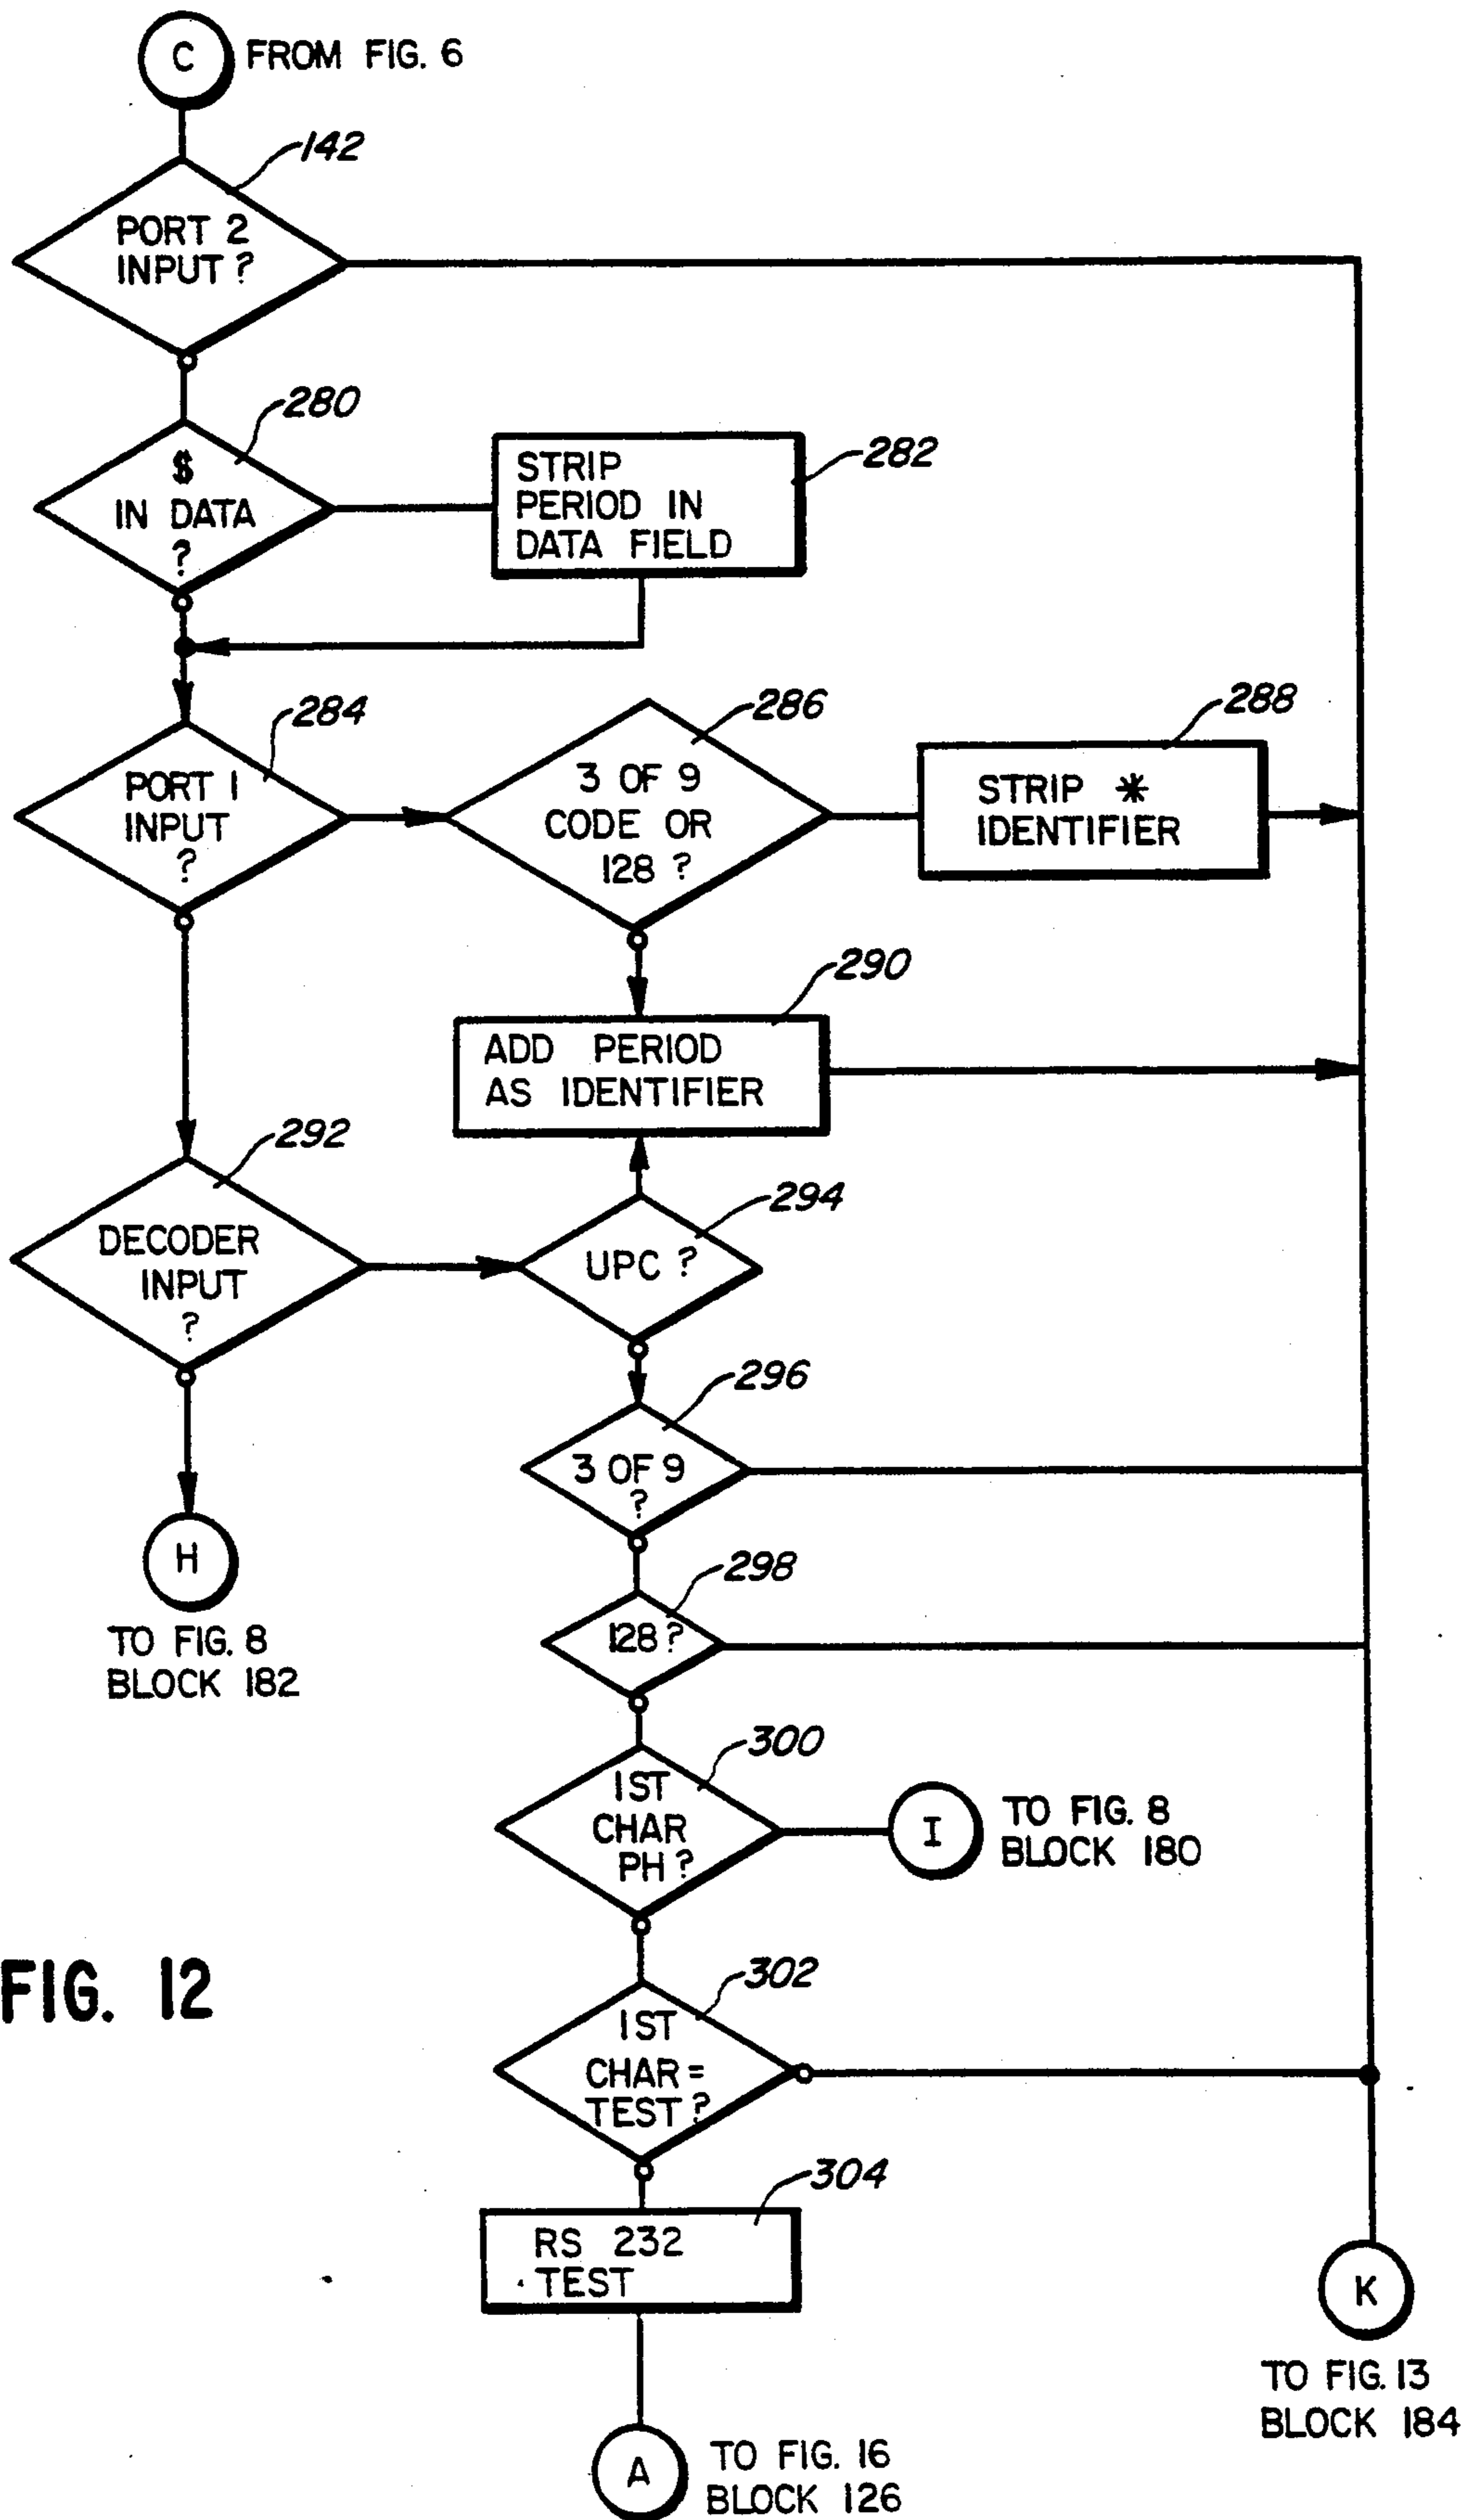 C FROM FIG. 6
142
PORT 2
INPUT ?
280
$
IN DATA
?
282
STRIP
PERIOD IN
DATA FIELD
284
PORT 1
INPUT
?
286
3 OF 9
CODE OR
128 ?
288
STRIP *
IDENTIFIER
290
ADD PERIOD
AS IDENTIFIER
292
DECODER
INPUT
?
294
UPC ?
296
3 OF 9
?
H
TO FIG. 8
BLOCK 182
298
128 ?
300
1ST
CHAR
PH ?
I
TO FIG. 8
BLOCK 180
FIG. 12
302
1ST
CHAR =
TEST ?
304
RS 232
TEST
K
TO FIG. 13
BLOCK 184
A
TO FIG. 16
BLOCK 126